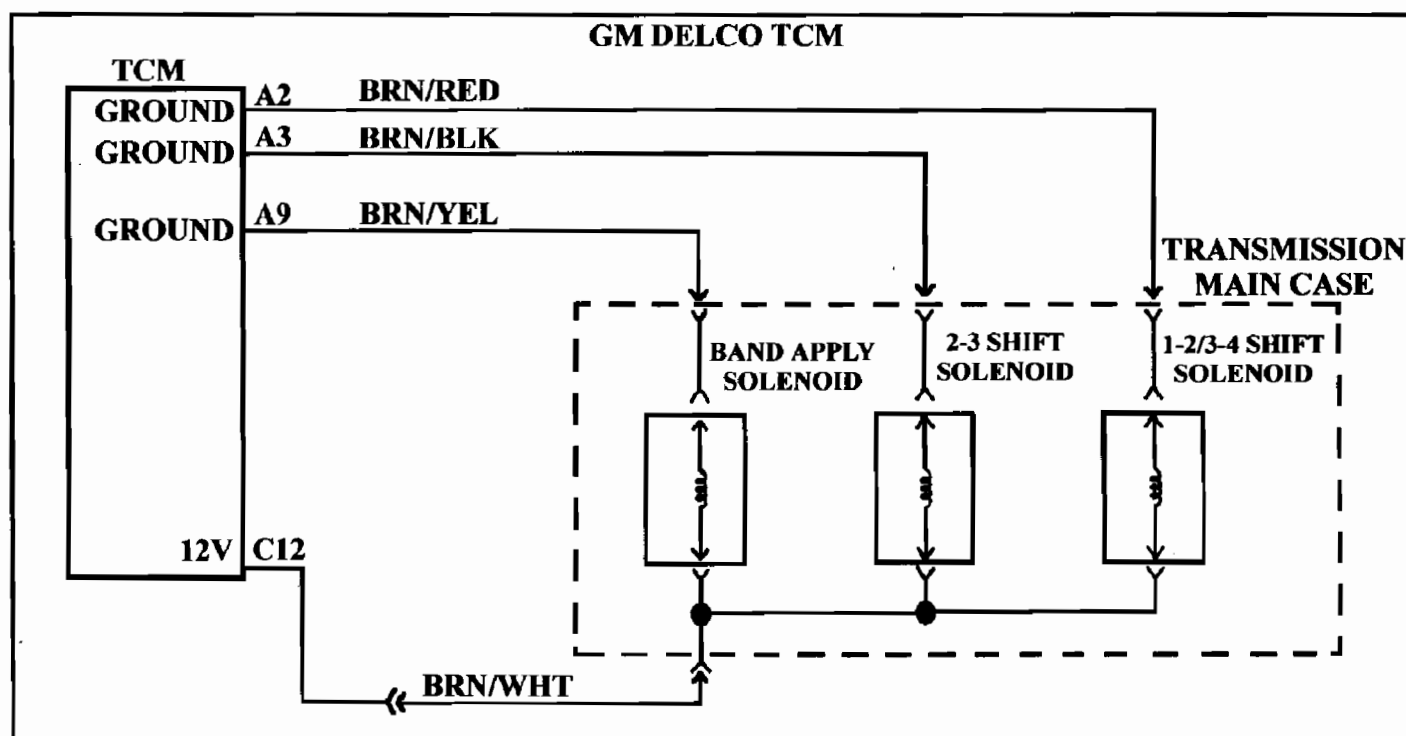 GM DELCO TCM
TCM
GROUND
A2
BRN/RED
GROUND
A3
BRN/BLK
GROUND
A9
BRN/YEL
TRANSMISSION
MAIN CASE
BAND APPLY
SOLENOID
2-3 SHIFT
SOLENOID
1-2/3-4 SHIFT
SOLENOID
12V
C12
BRN/WHT